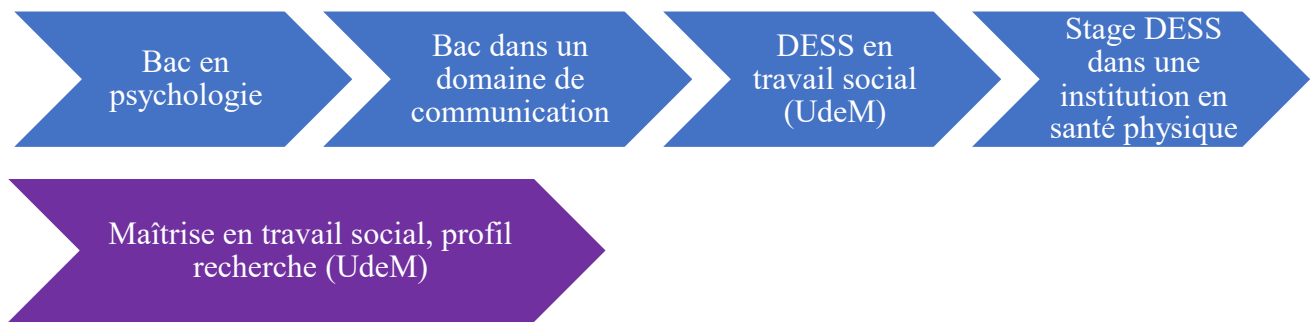 Bac en
psychologie
Bac dans un
domaine de
communication
DESS en
travail social
(UdeM)
Stage DESS
dans une
institution en
santé physique
Maîtrise en travail social, profil
recherche (UdeM)